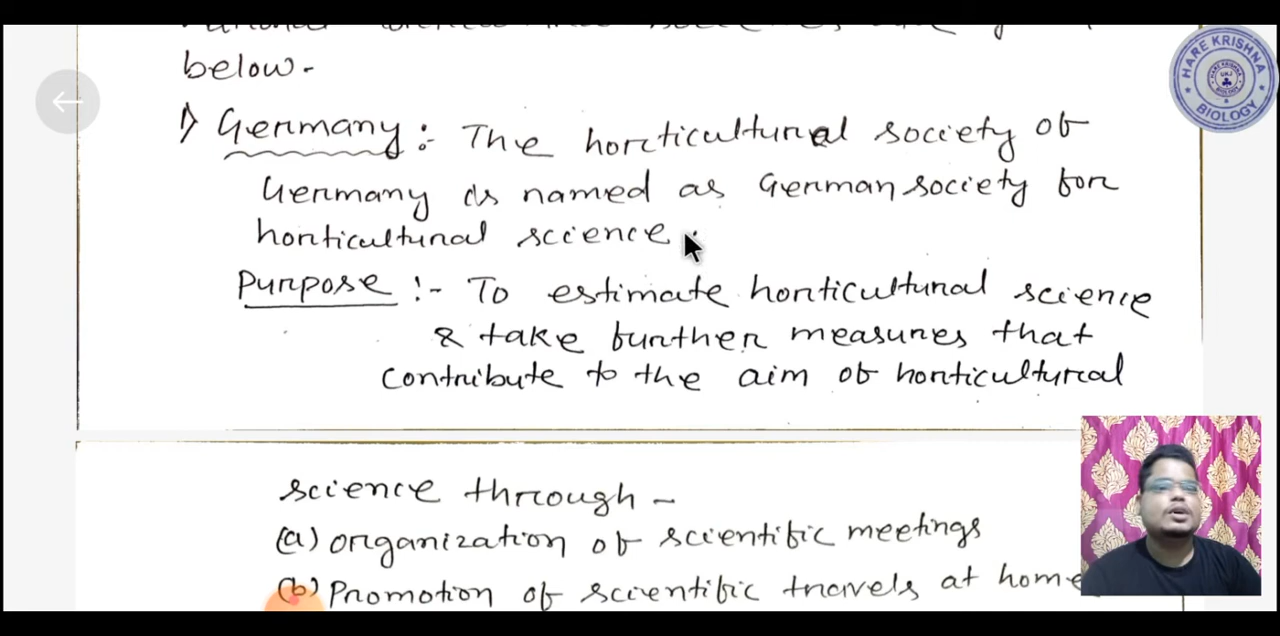 below-
1) Germany:- The horticultural society of
Germany is named as German society for
horticultural science.
Purpose :- To estimate horticultural science
& take further measures that
contribute to the aim of horticultural
science through -
(a) organization of scientific meetings
(b) Promotion of scientific travels at home
HARE KRISHNA
BIOLOGY